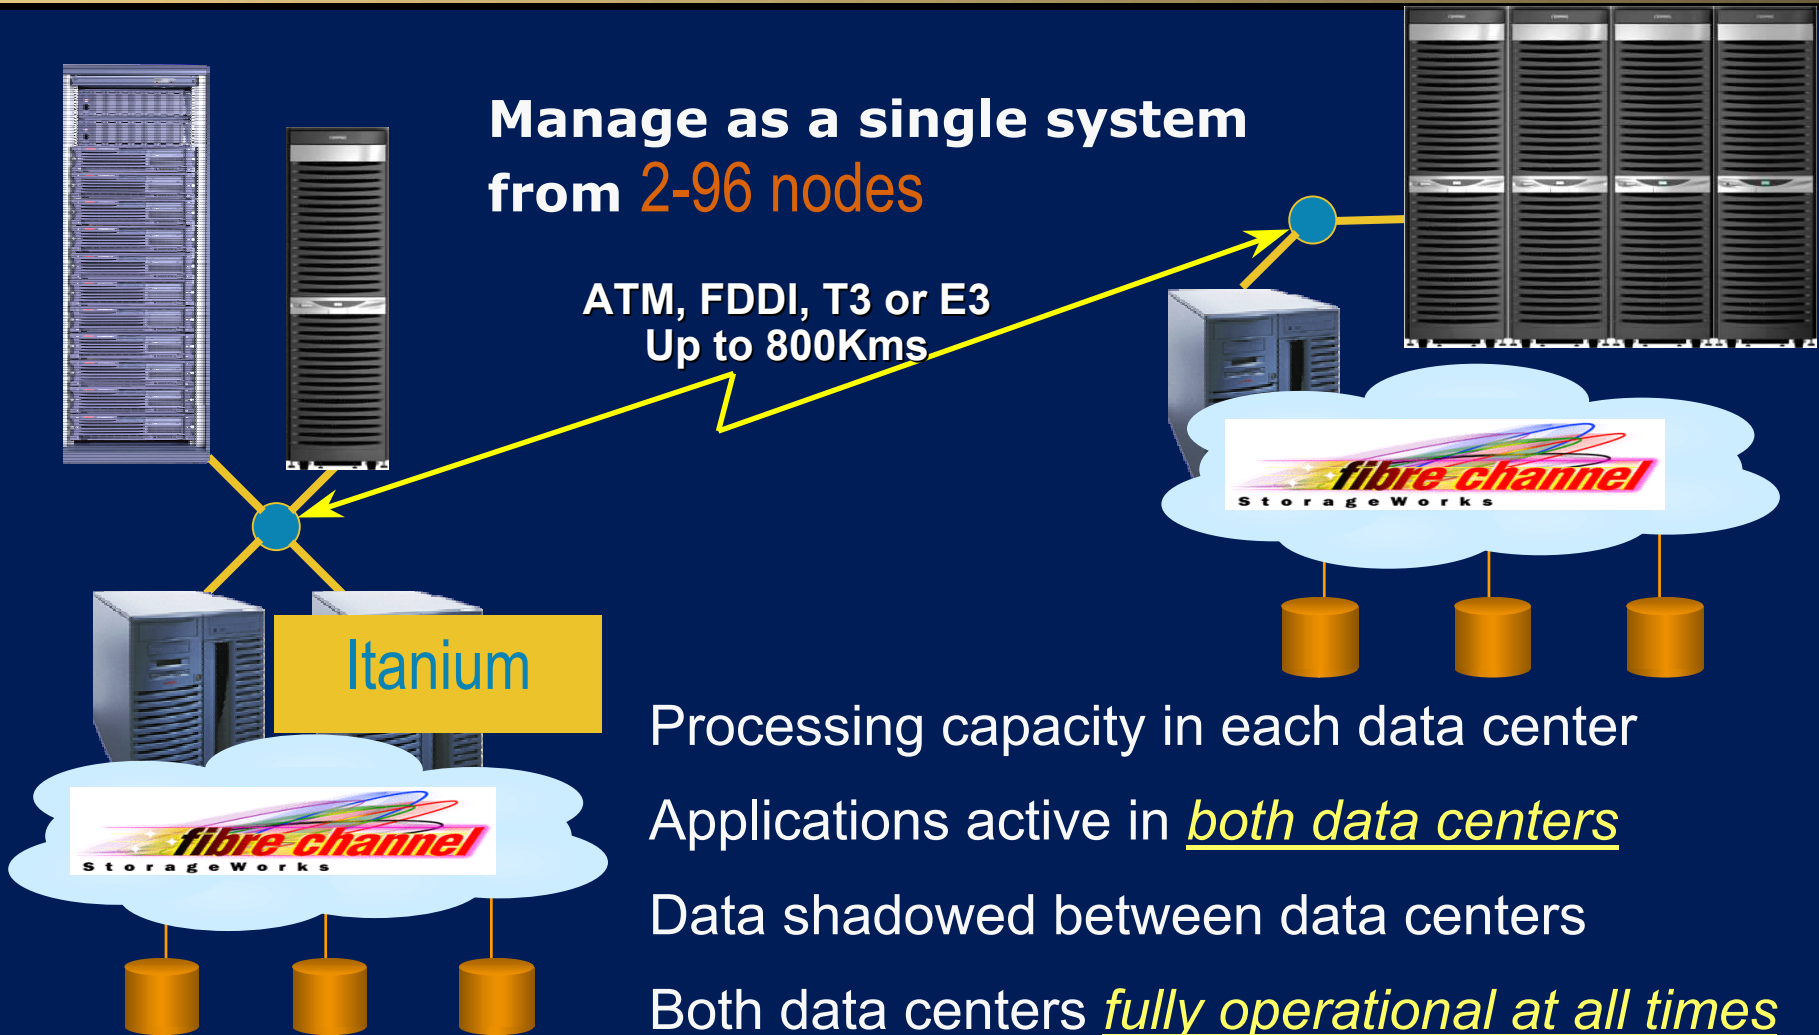 Manage as a single system
from 2-96 nodes
ATM, FDDI, T3 or E3
Up to 800Kms
fibre channel
StorageWorks
Itanium
Processing capacity in each data center
Applications active in both data centers
fibre channel
StorageWorks
Data shadowed between data centers
Both data centers fully operational at all times